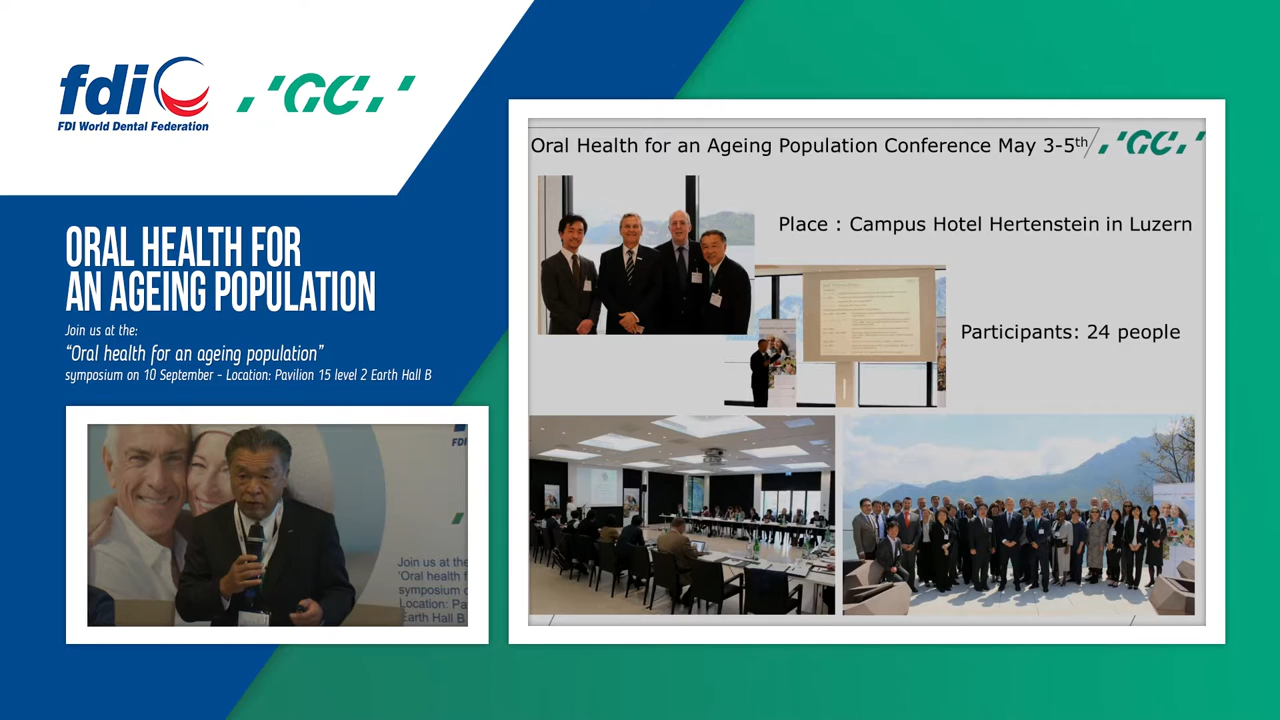 fdi
FDI World Dental Federation
GC
ORAL HEALTH FOR
AN AGEING POPULATION
Join us at the:
“Oral health for an ageing population”
symposium on 10 September - Location: Pavilion 15 level 2 Earth Hall B
FDI
Join us at the
'Oral health f
symposium o
Location: Pa
Earth Hall B
Oral Health for an Ageing Population Conference May 3-5th
GC
Place : Campus Hotel Hertenstein in Luzern
Participants: 24 people